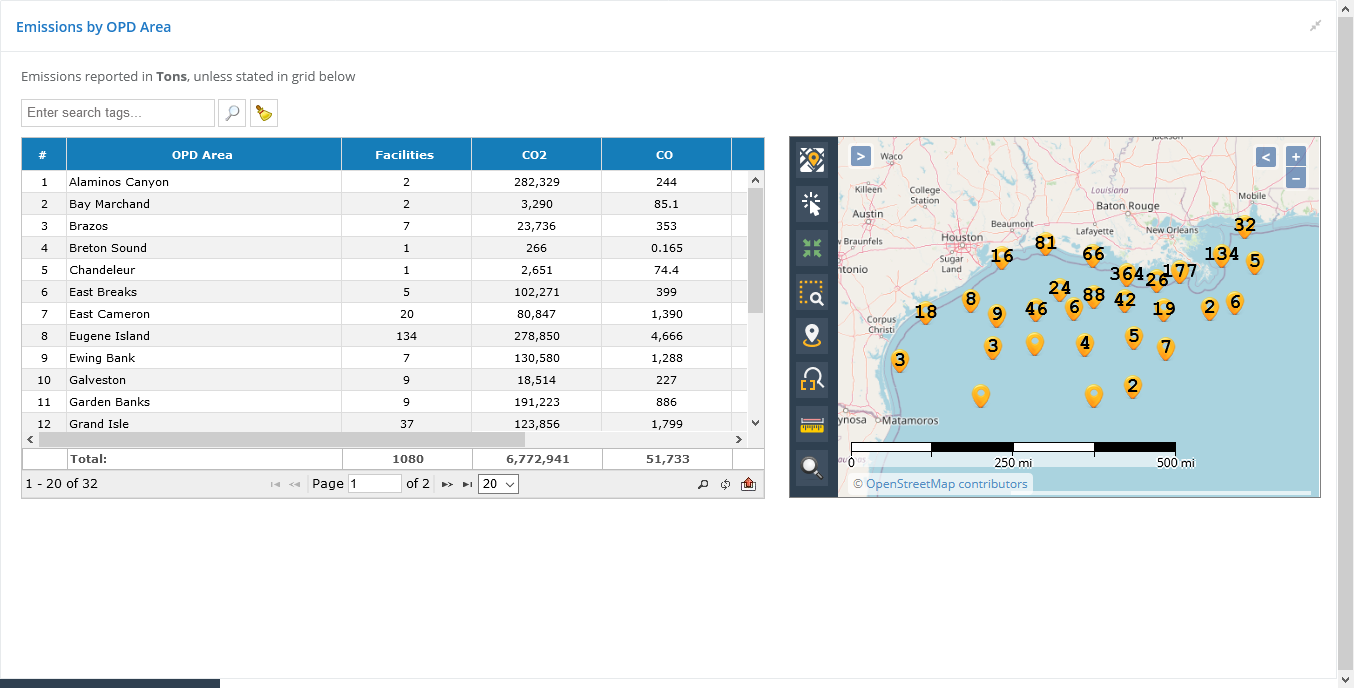 Emissions by OPD Area
Emissions reported in Tons, unless stated in grid below
Enter search tags...
# OPD Area Facilities CO2 CO
1 Alaminos Canyon 2 282,329 244
2 Bay Marchand 2 3,290 85.1
3 Brazos 7 23,736 353
4 Breton Sound 1 266 0.165
5 Chandeleur 1 2,651 74.4
6 East Breaks 5 102,271 399
7 East Cameron 20 80,847 1,390
8 Eugene Island 134 278,850 4,666
9 Ewing Bank 7 130,580 1,288
10 Galveston 9 18,514 227
11 Garden Banks 9 191,223 886
12 Grand Isle 37 123,856 1,799
Total: 1080 6,772,941 51,733
1 - 20 of 32 Page 1 of 2 20
Jackson
> < +
−
Waco
Killeen
College
Station
Louisiana
Mobile
Austin
Baton Rouge
Beaumont
Lafayette
New Orleans
32
Braunfels
Houston
81
16
66
134
5
Sugar
Land
364
26
177
ntonio
24
88
8
46
6
42
19
2
6
18
9
Corpus
Christi
3
4
5
7
3
2
ynosa
Matamoros
0 250 mi 500 mi
© OpenStreetMap contributors